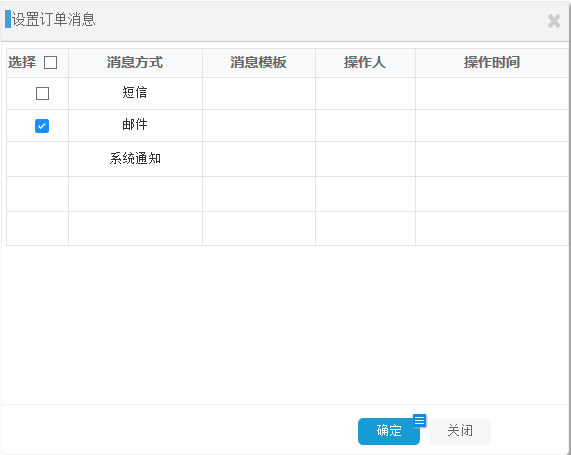 设置订单消息
选择 消息方式 消息模板 操作人 操作时间
短信
邮件
系统通知
确定 关闭